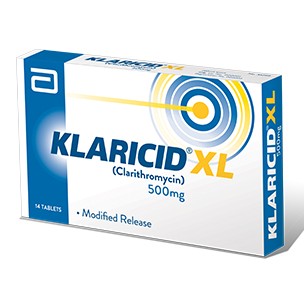 KLARICID® XL
(Clarithromycin)
500mg
14 TABLETS
• Modified Release
KLARICID XL
500mg